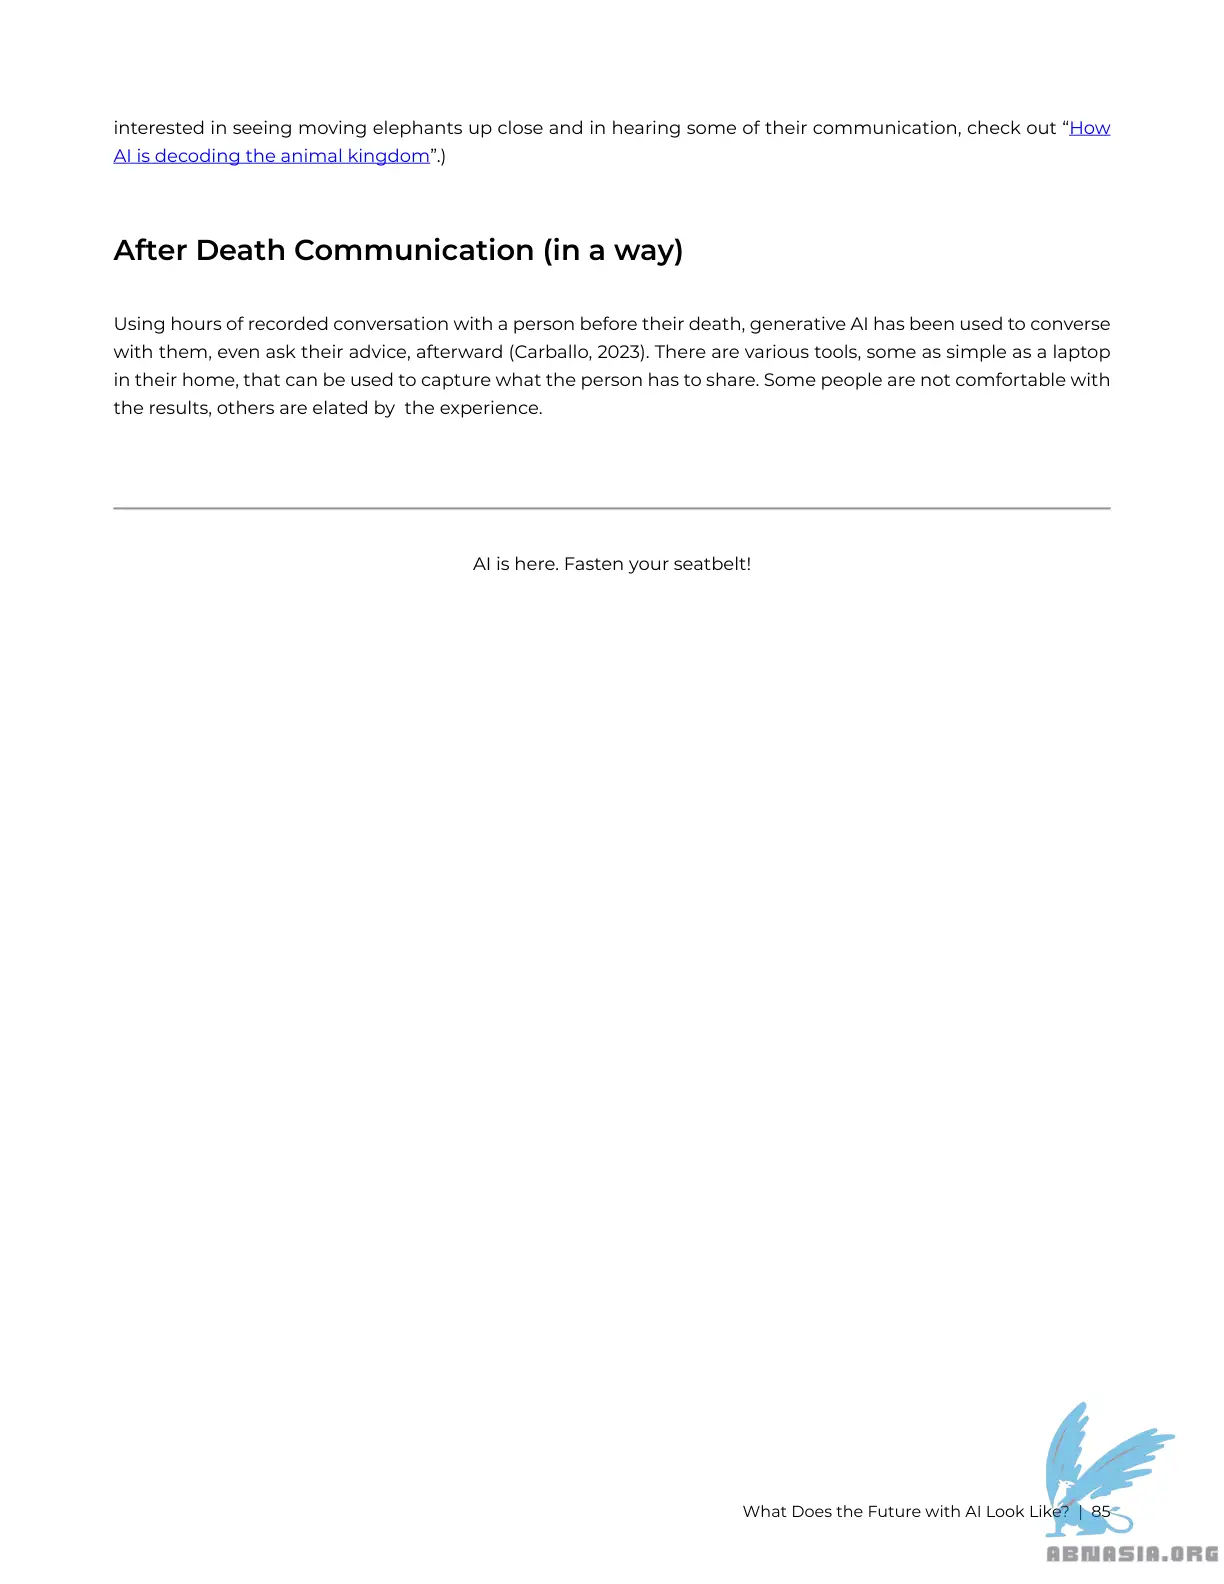 interested in seeing moving elephants up close and in hearing some of their communication, check out “How
AI is decoding the animal kingdom”.)
After Death Communication (in a way)
Using hours of recorded conversation with a person before their death, generative AI has been used to converse
with them, even ask their advice, afterward (Carballo, 2023). There are various tools, some as simple as a laptop
in their home, that can be used to capture what the person has to share. Some people are not comfortable with
the results, others are elated by  the experience.
AI is here. Fasten your seatbelt!
What Does the Future with AI Look Like? | 85
ABNASIA.ORG